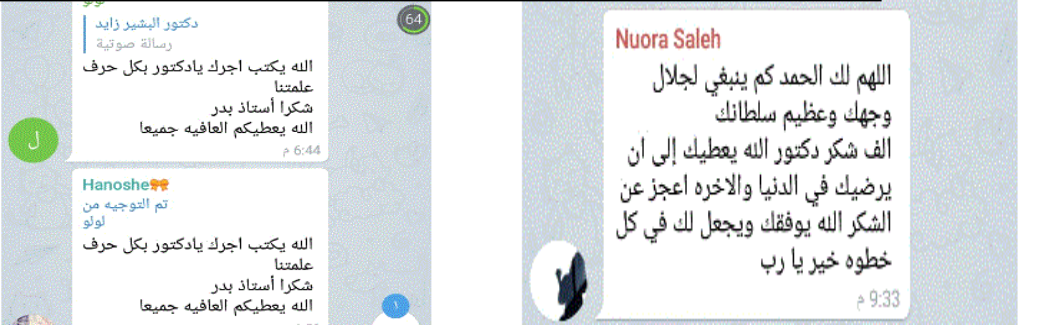 لولو
دكتور البشير زايد
رسالة صوتية
الله يكتب اجرك يادكتور بكل حرف
علمتنا
شكرا أستاذ بدر
الله يعطيكم العافيه جميعا
6:44 م
ل
64
Hanoshe
تم التوجيه من
لولو
الله يكتب اجرك يادكتور بكل حرف
علمتنا
شكرا أستاذ بدر
الله يعطيكم العافيه جميعا
١
Nuora Saleh
اللهم لك الحمد كم ينبغي لجلال
وجهك وعظيم سلطانك
الف شكر دكتور الله يعطيك إلى ان
يرضيك في الدنيا والاخره اعجز عن
الشكر الله يوفقك ويجعل لك في كل
خطوه خير يا رب
9:33 م